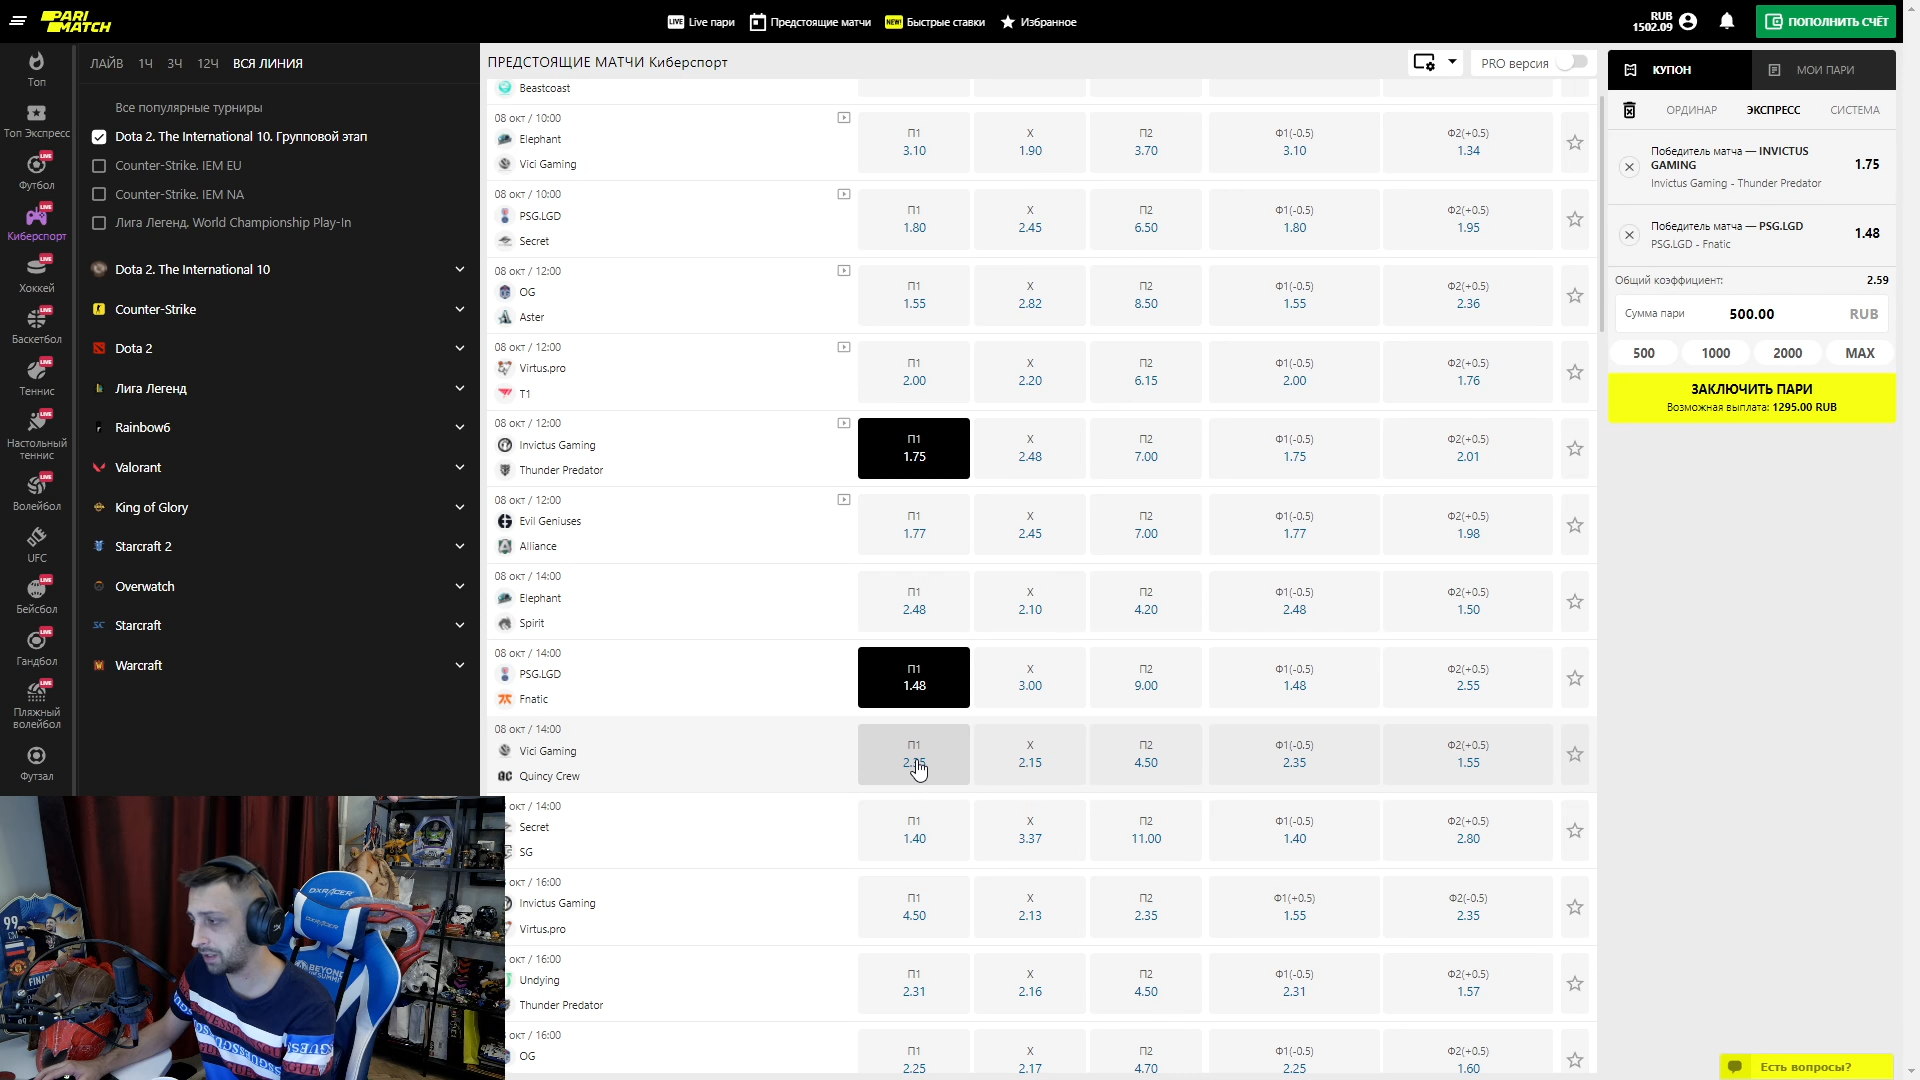 PARI MATCH
Live пари
Предстоящие матчи
Быстрые ставки
Избранное
RUB
1502.09
ПОПОЛНИТЬ СЧЁТ
Топ
Топ Экспресс
Футбол
Киберспорт
Хоккей
Баскетбол
Теннис
Настольный теннис
Волейбол
UFC
Бейсбол
Гандбол
Пляжный волейбол
Футзал
ЛАЙВ 1Ч 3Ч 12Ч ВСЯ ЛИНИЯ
Все популярные турниры
Dota 2. The International 10. Групповой этап
Counter-Strike. IEM EU
Counter-Strike. IEM NA
Лига Легенд. World Championship Play-In
Dota 2. The International 10
Counter-Strike
Dota 2
Лига Легенд
Rainbow6
Valorant
King of Glory
Starcraft 2
Overwatch
Starcraft
Warcraft
ПРЕДСТОЯЩИЕ МАТЧИ Киберспорт
PRO версия
Beastcoast
08 окт / 10:00
Elephant
Vici Gaming
П1 X П2 Ф1(-0.5) Ф2(+0.5)
3.10 1.90 3.70 3.10 1.34
08 окт / 10:00
PSG.LGD
Secret
П1 X П2 Ф1(-0.5) Ф2(+0.5)
1.80 2.45 6.50 1.80 1.95
08 окт / 12:00
OG
Aster
П1 X П2 Ф1(-0.5) Ф2(+0.5)
1.55 2.82 8.50 1.55 2.36
08 окт / 12:00
Virtus.pro
T1
П1 X П2 Ф1(-0.5) Ф2(+0.5)
2.00 2.20 6.15 2.00 1.76
08 окт / 12:00
Invictus Gaming
Thunder Predator
П1 X П2 Ф1(-0.5) Ф2(+0.5)
1.75 2.48 7.00 1.75 2.01
08 окт / 12:00
Evil Geniuses
Alliance
П1 X П2 Ф1(-0.5) Ф2(+0.5)
1.77 2.45 7.00 1.77 1.98
08 окт / 14:00
Elephant
Spirit
П1 X П2 Ф1(-0.5) Ф2(+0.5)
2.48 2.10 4.20 2.48 1.50
08 окт / 14:00
PSG.LGD
Fnatic
П1 X П2 Ф1(-0.5) Ф2(+0.5)
1.48 3.00 9.00 1.48 2.55
08 окт / 14:00
Vici Gaming
Quincy Crew
П1 X П2 Ф1(-0.5) Ф2(+0.5)
2.35 2.15 4.50 2.35 1.55
окт / 14:00
Secret
SG
П1 X П2 Ф1(-0.5) Ф2(+0.5)
1.40 3.37 11.00 1.40 2.80
окт / 16:00
Invictus Gaming
Virtus.pro
П1 X П2 Ф1(+0.5) Ф2(-0.5)
4.50 2.13 2.35 1.55 2.35
окт / 16:00
Undying
Thunder Predator
П1 X П2 Ф1(-0.5) Ф2(+0.5)
2.31 2.16 4.50 2.31 1.57
окт / 16:00
OG
П1 X П2 Ф1(-0.5) Ф2(+0.5)
2.25 2.17 4.70 2.25 1.60
КУПОН
МОИ ПАРИ
ОРДИНАР ЭКСПРЕСС СИСТЕМА
Победитель матча — INVICTUS
GAMING
1.75
Invictus Gaming - Thunder Predator
Победитель матча — PSG.LGD
1.48
PSG.LGD - Fnatic
Общий коэффициент: 2.59
Сумма пари 500.00 RUB
500 1000 2000 MAX
ЗАКЛЮЧИТЬ ПАРИ
Возможная выплата: 1295.00 RUB
Есть вопросы?
DXRACER
BEYOND
99